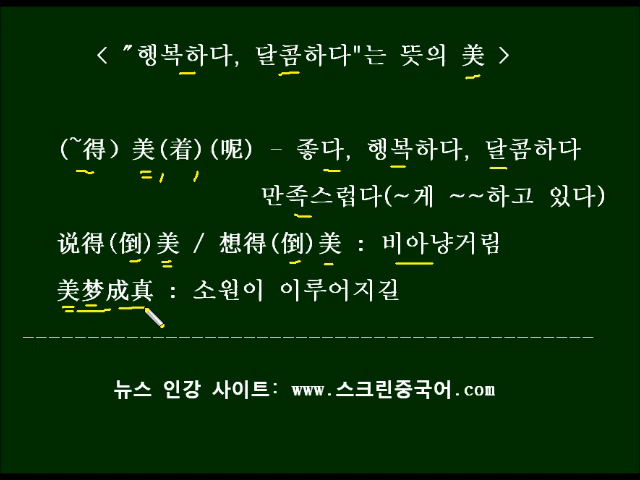 < "행복하다, 달콤하다"는 뜻의 美 >
(~得) 美(着)(呢) - 좋다, 행복하다, 달콤하다
만족스럽다(~게 ~~하고 있다)
说得(倒)美 / 想得(倒)美 : 비아냥거림
美梦成真 : 소원이 이루어지길
뉴스 인강 사이트: www.스크린중국어.com